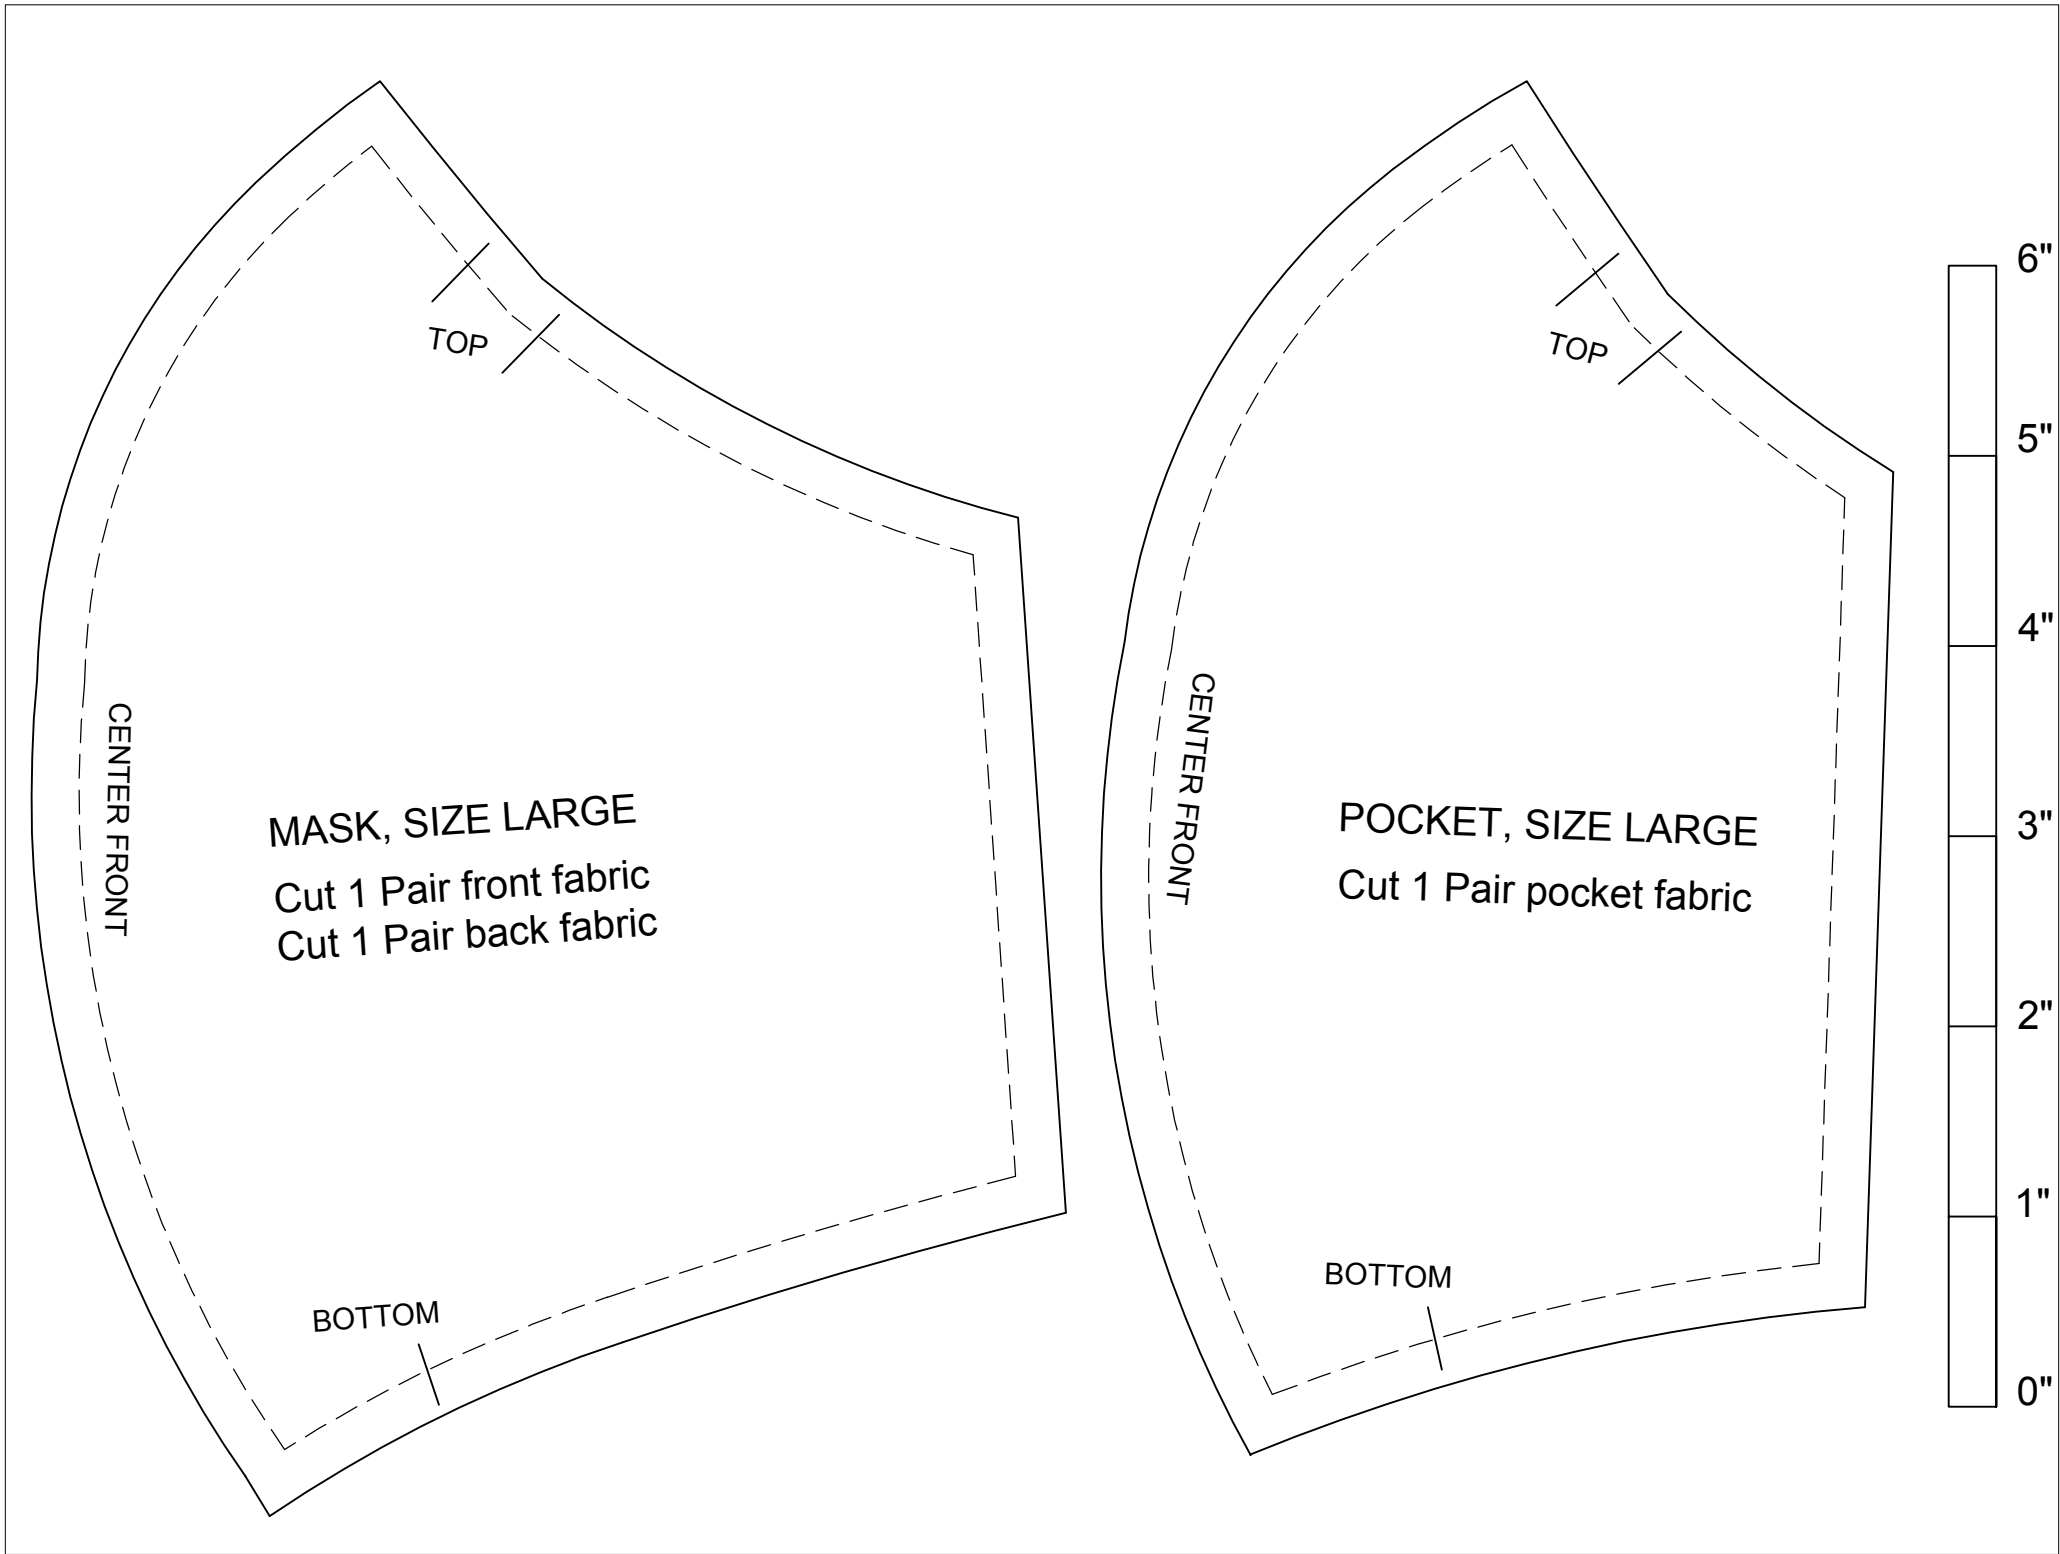 TOP
CENTER FRONT
MASK, SIZE LARGE
Cut 1 Pair front fabric
Cut 1 Pair back fabric
BOTTOM
TOP
CENTER FRONT
POCKET, SIZE LARGE
Cut 1 Pair pocket fabric
BOTTOM
6"
5"
4"
3"
2"
1"
0"